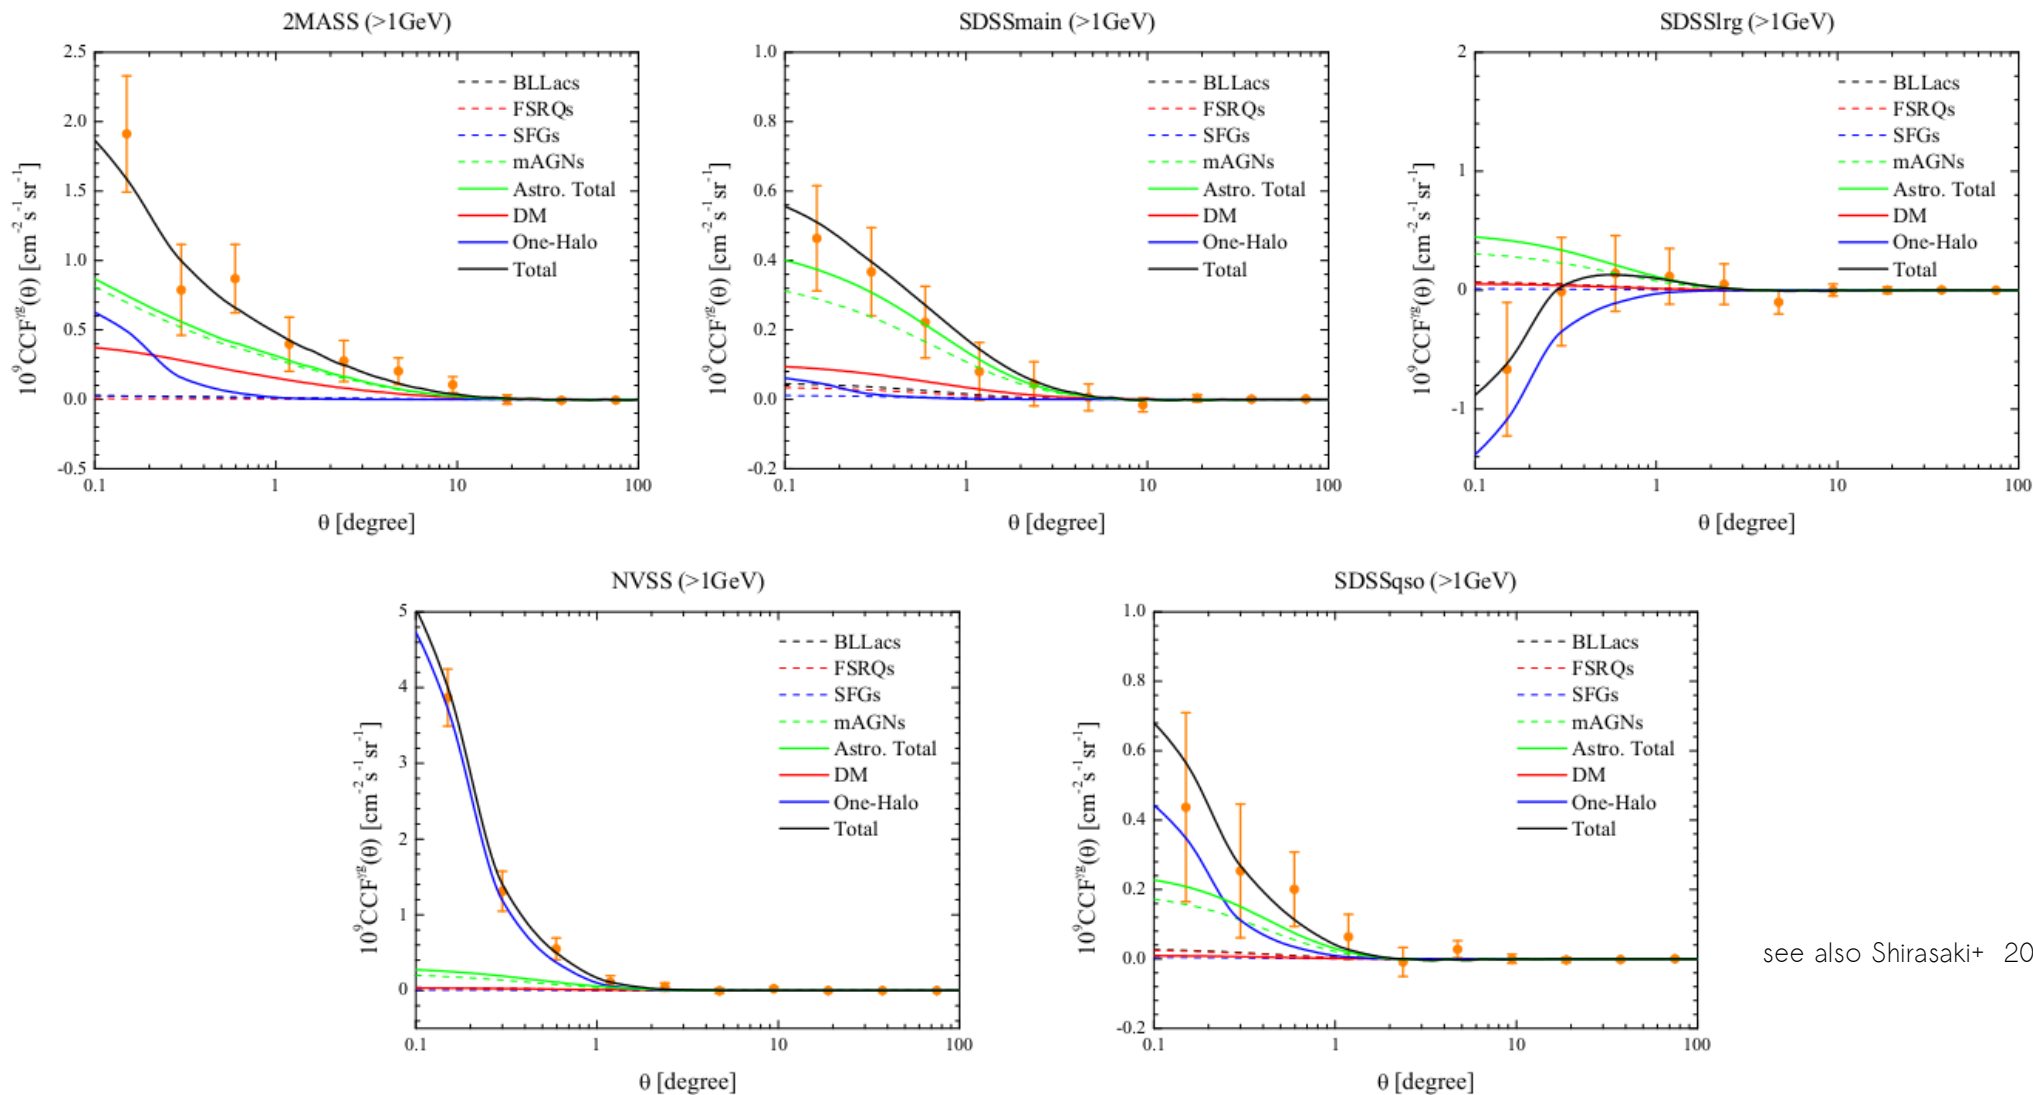 2MASS (>1GeV)
2.5
2.0
1.5
1.0
0.5
0.0
-0.5
10⁹CCF^γg(θ) [cm⁻² s⁻¹ sr⁻¹]
BLLacs
FSRQs
SFGs
mAGNs
Astro. Total
DM
One-Halo
Total
0.1 1 10 100
θ [degree]
SDSSmain (>1GeV)
1.0
0.8
0.6
0.4
0.2
0.0
-0.2
10⁹CCF^γg(θ) [cm⁻² s⁻¹ sr⁻¹]
BLLacs
FSRQs
SFGs
mAGNs
Astro. Total
DM
One-Halo
Total
0.1 1 10 100
θ [degree]
SDSSlrg (>1GeV)
2
1
0
-1
10⁹CCF^γg(θ) [cm⁻² s⁻¹ sr⁻¹]
BLLacs
FSRQs
SFGs
mAGNs
Astro. Total
DM
One-Halo
Total
0.1 1 10 100
θ [degree]
NVSS (>1GeV)
5
4
3
2
1
0
10⁹CCF^γg(θ) [cm⁻² s⁻¹ sr⁻¹]
BLLacs
FSRQs
SFGs
mAGNs
Astro. Total
DM
One-Halo
Total
0.1 1 10 100
θ [degree]
SDSSqso (>1GeV)
1.0
0.8
0.6
0.4
0.2
0.0
-0.2
10⁹CCF^γg(θ) [cm⁻² s⁻¹ sr⁻¹]
BLLacs
FSRQs
SFGs
mAGNs
Astro. Total
DM
One-Halo
Total
0.1 1 10 100
θ [degree]
see also Shirasaki+ 20